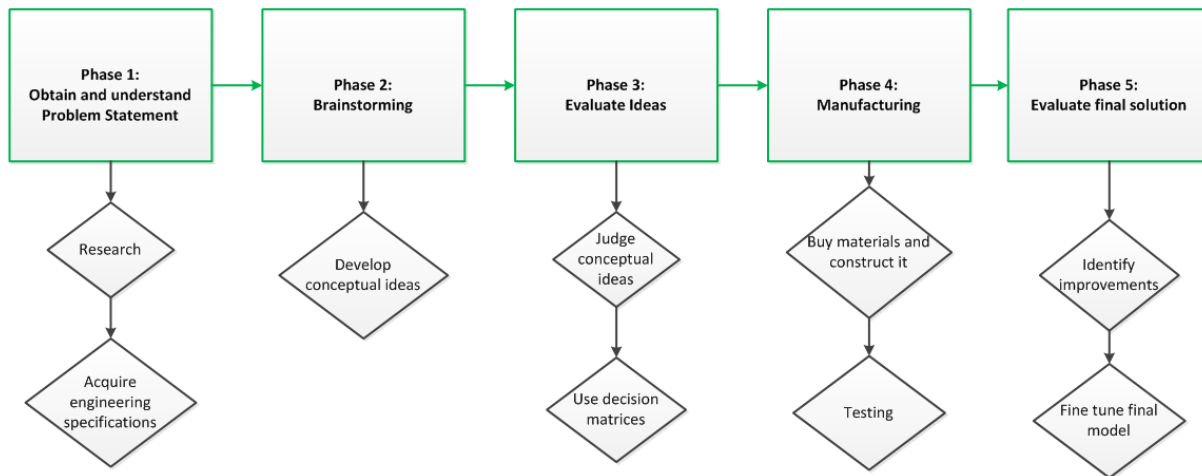 Phase 1:
Obtain and understand
Problem Statement
Phase 2:
Brainstorming
Phase 3:
Evaluate Ideas
Phase 4:
Manufacturing
Phase 5:
Evaluate final solution
Research
Acquire
engineering
specifications
Develop
conceptual ideas
Judge
conceptual
ideas
Use decision
matrices
Buy materials and
construct it
Testing
Identify
improvements
Fine tune final
model